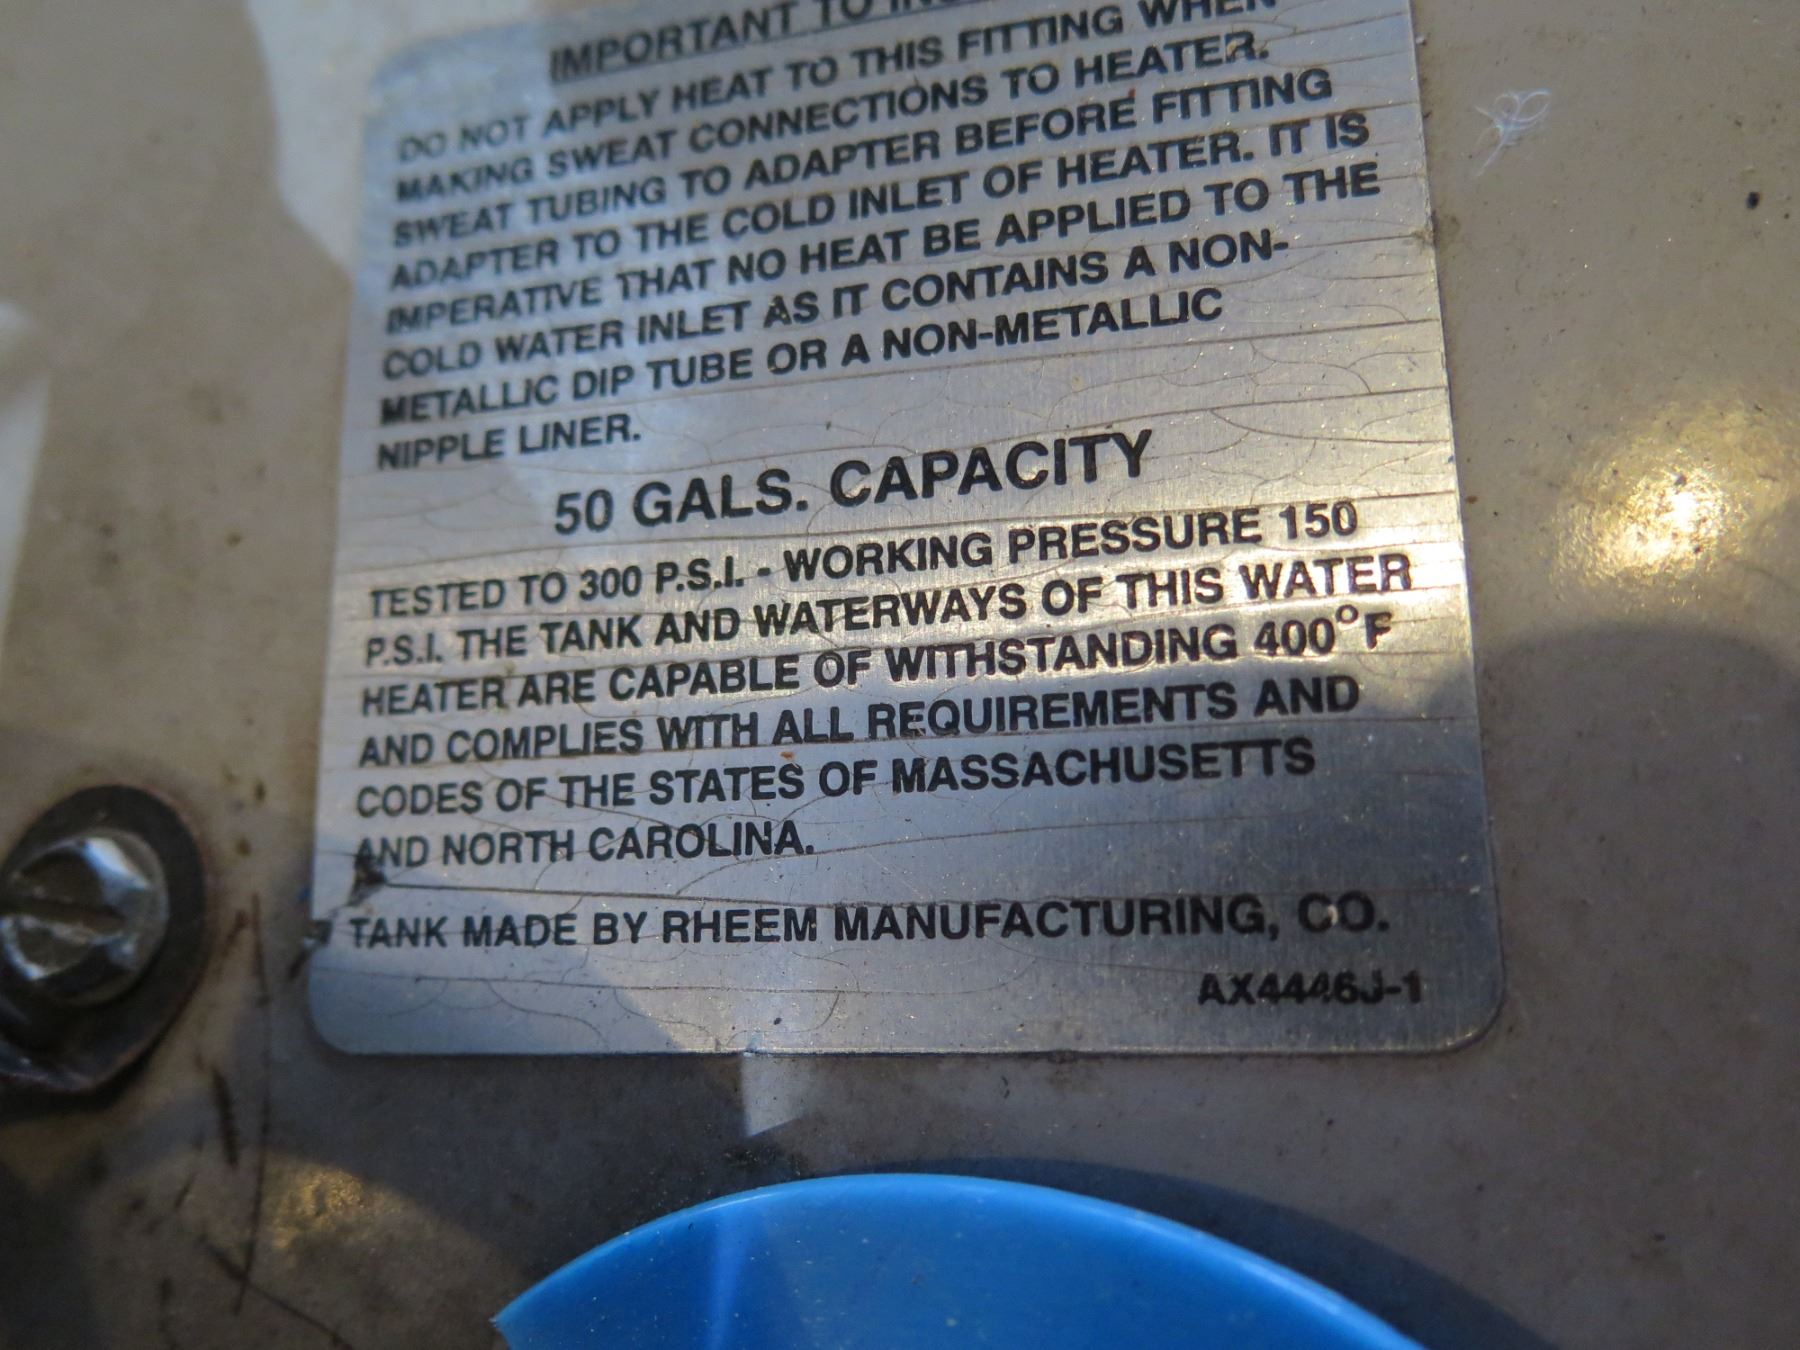 IMPORTANT TO
DO NOT APPLY HEAT TO THIS FITTING WHEN
MAKING SWEAT CONNECTIONS TO HEATER.
SWEAT TUBING TO ADAPTER BEFORE FITTING
ADAPTER TO THE COLD INLET OF HEATER. IT IS
IMPERATIVE THAT NO HEAT BE APPLIED TO THE
COLD WATER INLET AS IT CONTAINS A NON-
METALLIC DIP TUBE OR A NON-METALLIC
NIPPLE LINER.
50 GALS. CAPACITY
TESTED TO 300 P.S.I. - WORKING PRESSURE 150
P.S.I. THE TANK AND WATERWAYS OF THIS WATER
HEATER ARE CAPABLE OF WITHSTANDING 400°F
AND COMPLIES WITH ALL REQUIREMENTS AND
CODES OF THE STATES OF MASSACHUSETTS
AND NORTH CAROLINA.
TANK MADE BY RHEEM MANUFACTURING, CO.
AX4446J-1